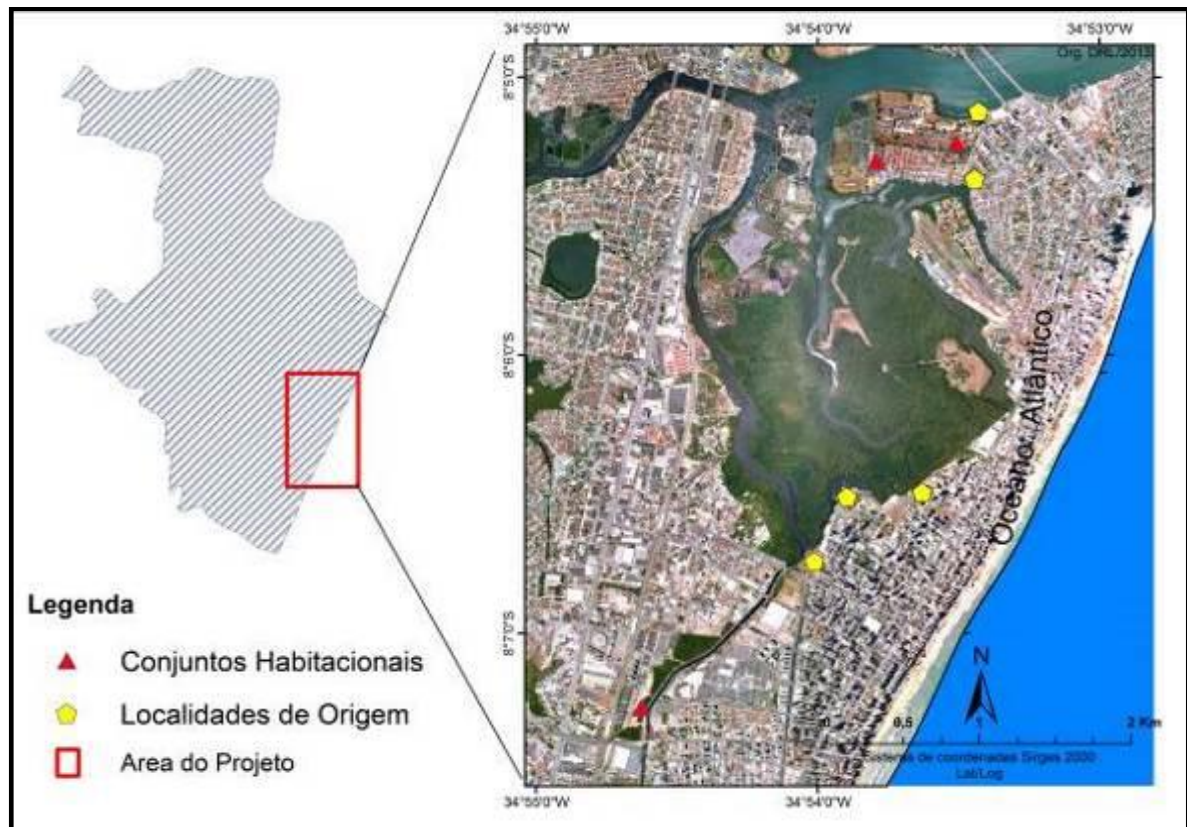 34°55'0"W
34°54'0"W
34°53'0"W
Org. DRL/2013
8°5'0"S
8°6'0"S
8°7'0"S
Oceano Atlântico
Legenda
Conjuntos Habitacionais
Localidades de Origem
Area do Projeto
N
0
0,5
1
2 Km
Sistema de coordenadas Sirges 2000
Lat/Log
34°55'0"W
34°54'0"W